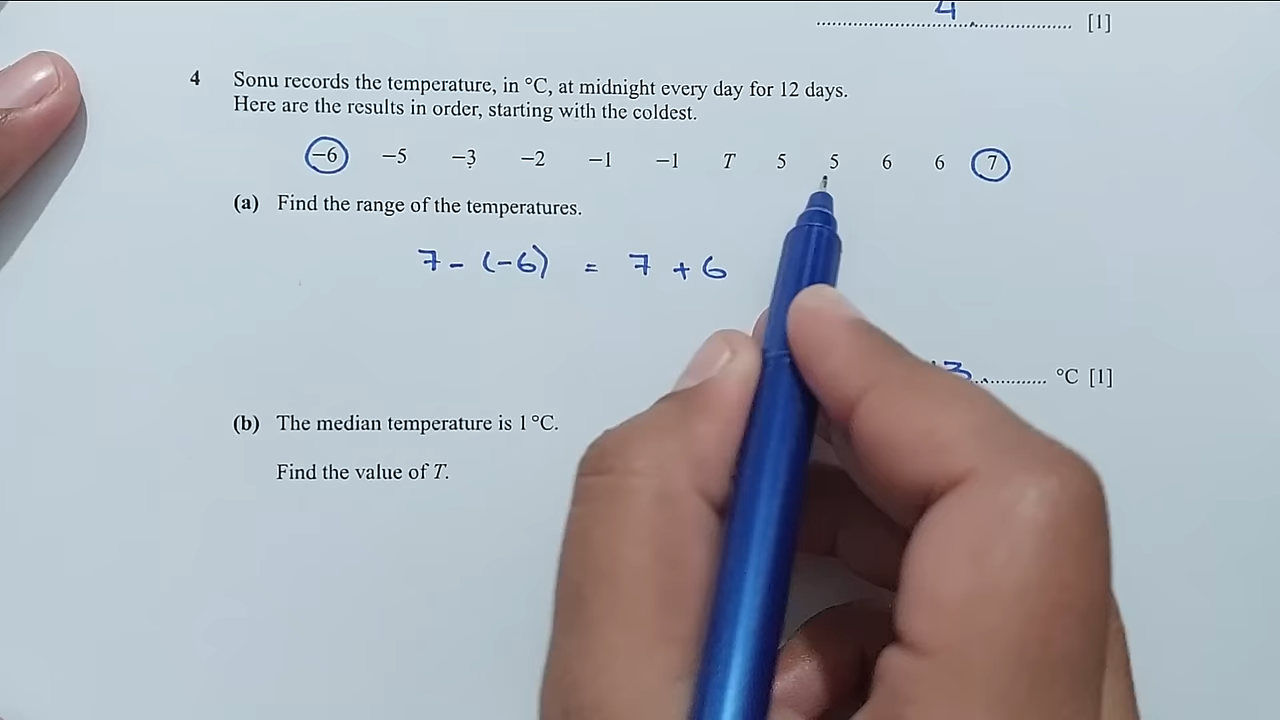 4 [1]
4 Sonu records the temperature, in °C, at midnight every day for 12 days.
Here are the results in order, starting with the coldest.
−6 −5 −3 −2 −1 −1 T 5 5 6 6 7
(a) Find the range of the temperatures.
7 - (-6) = 7 + 6
°C [1]
(b) The median temperature is 1 °C.
Find the value of T.